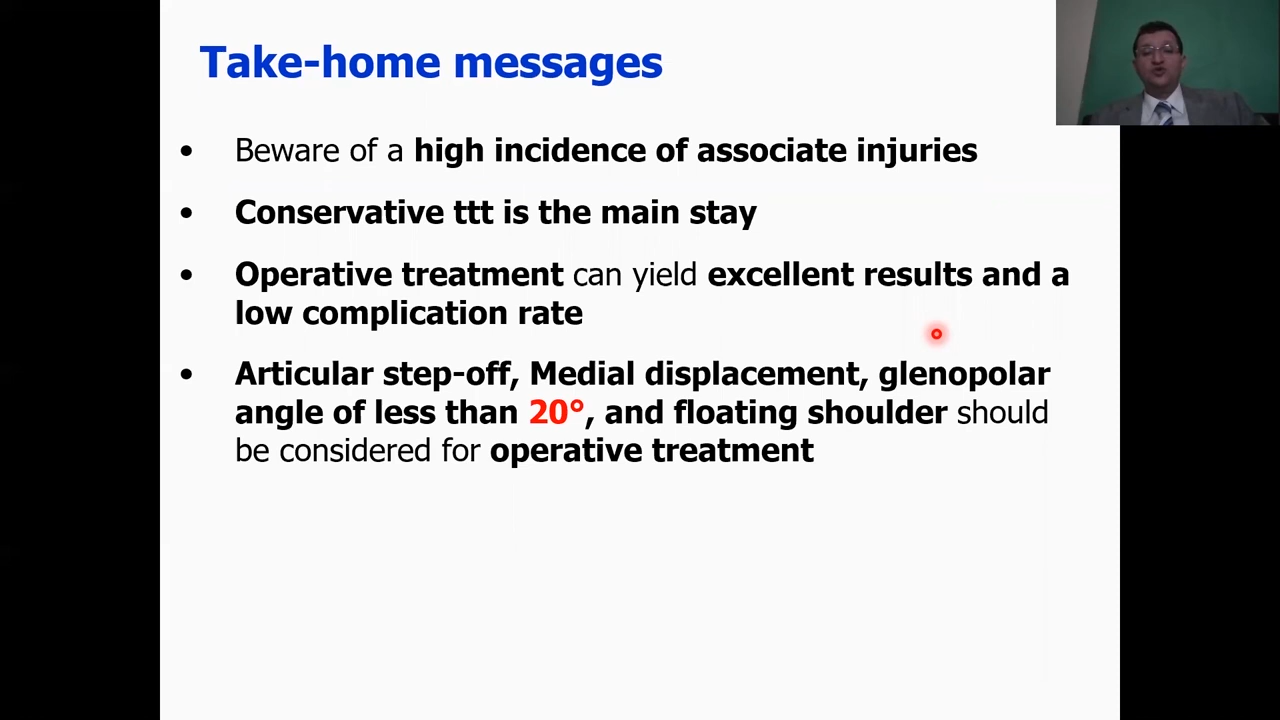 Take-home messages
• Beware of a high incidence of associate injuries
• Conservative ttt is the main stay
• Operative treatment can yield excellent results and a
low complication rate
• Articular step-off, Medial displacement, glenopolar
angle of less than 20°, and floating shoulder should
be considered for operative treatment